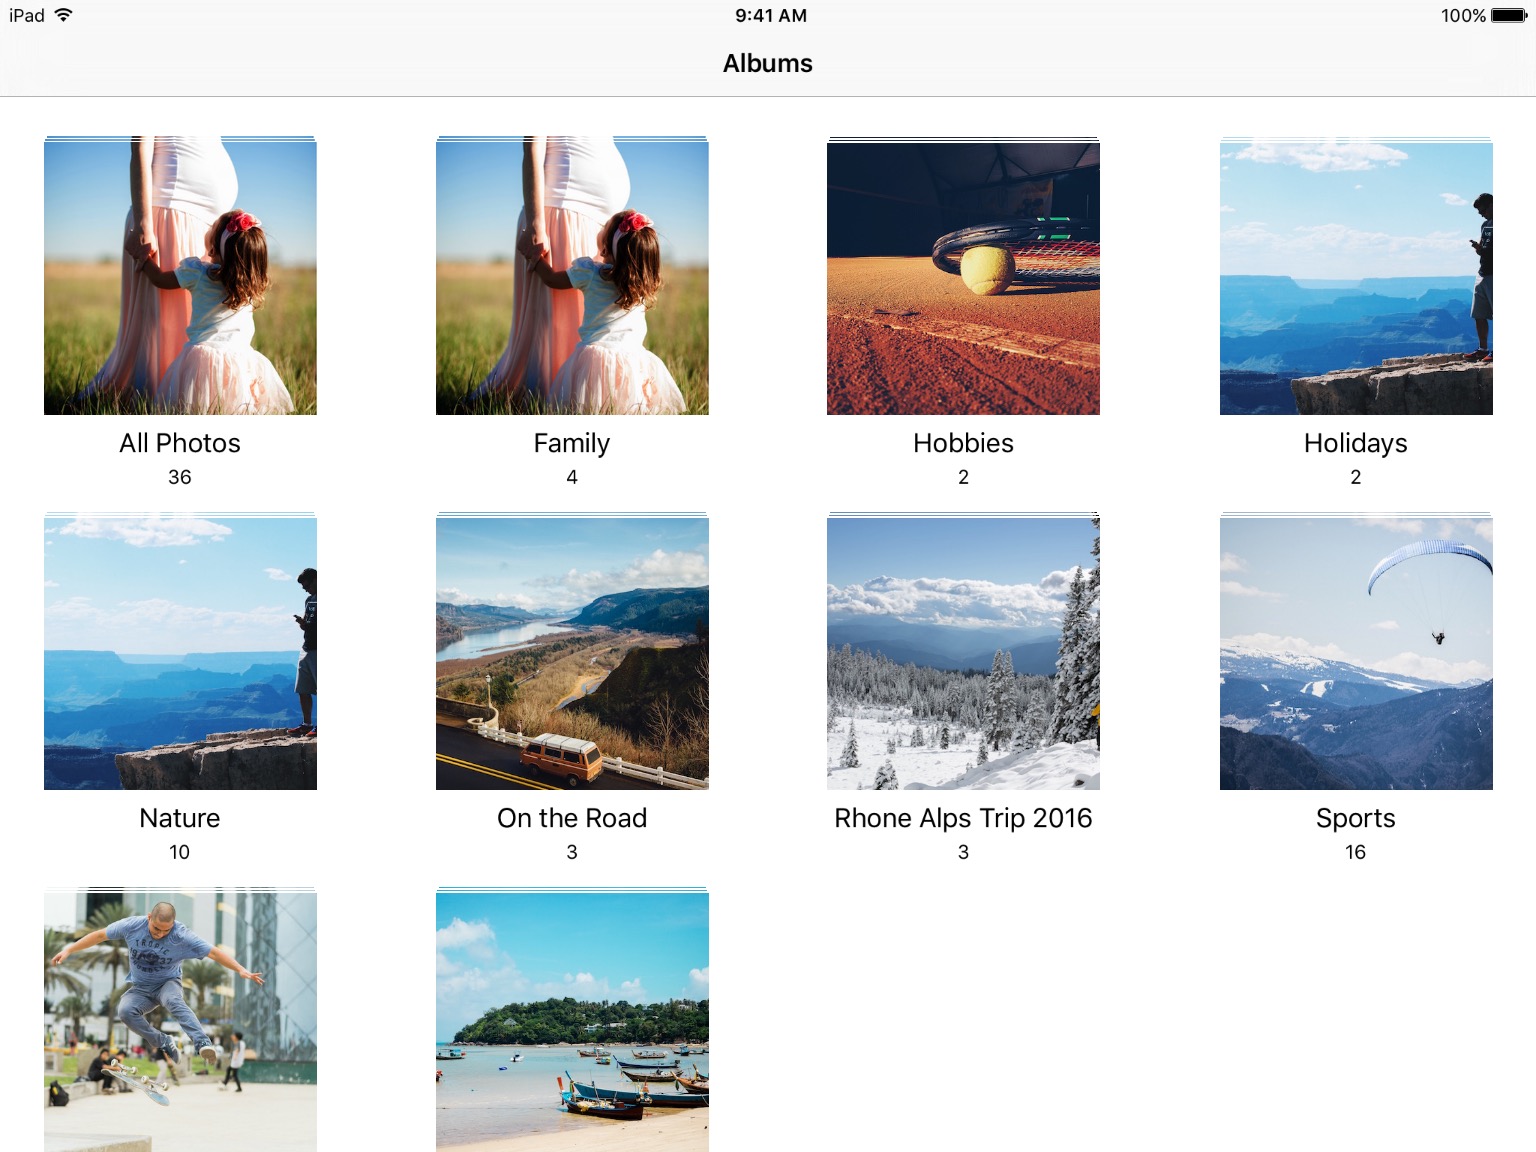 iPad 9:41 AM 100%
Albums
All Photos Family Hobbies Holidays
36 4 2 2
Nature On the Road Rhone Alps Trip 2016 Sports
10 3 3 16
TROPIC